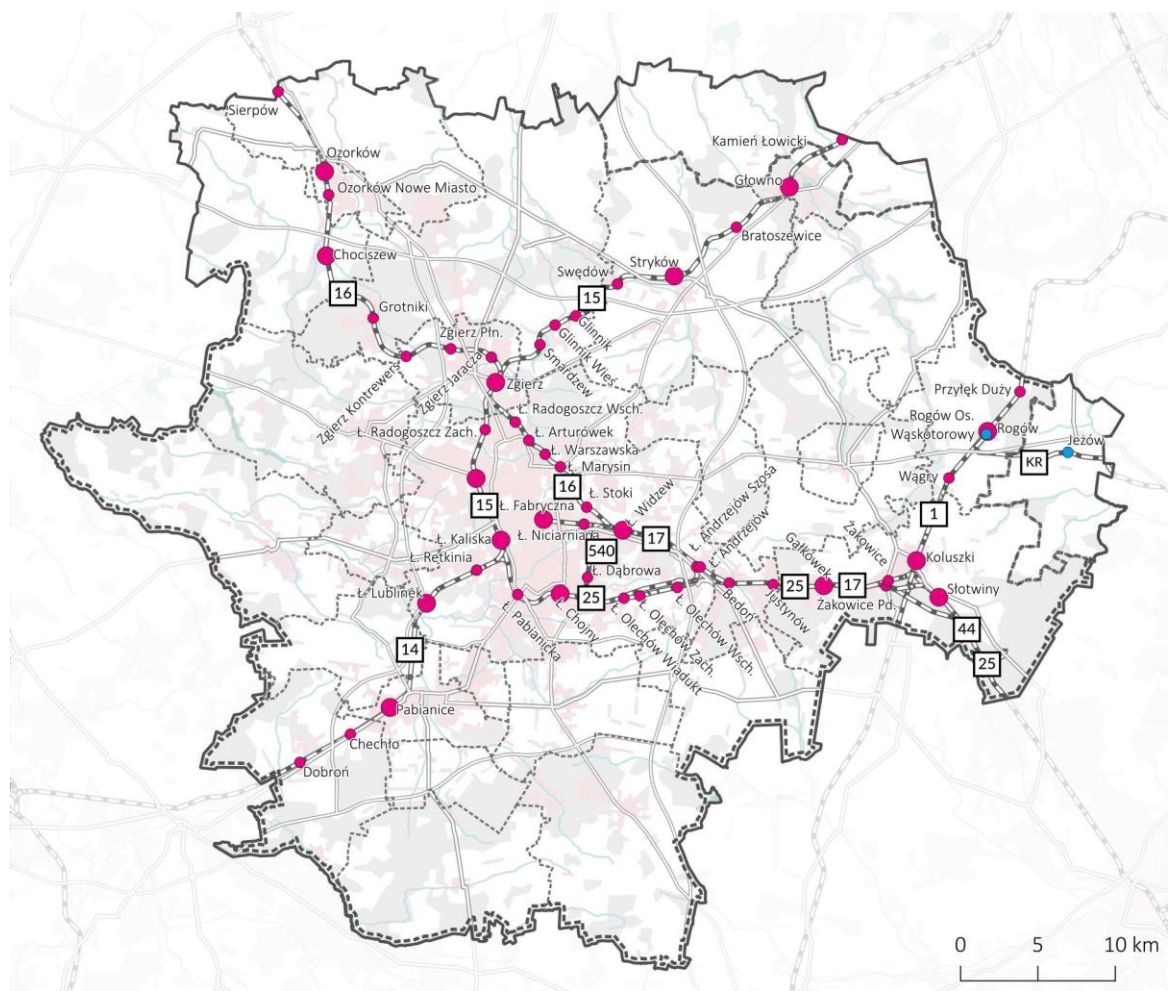 Sierpów
Ozorków
Ozorków Nowe Miasto
Chociszew
16
Grotniki
Zgierz Kontrewers
Zgierz Płn.
Zgierz Jaracza
Zgierz
Kamień Łowicki
Głowno
Bratoszewice
Stryków
Swędów
15
Glinnik
Glinnik Wieś
Smardzew
Ł. Radogoszcz Wsch.
Ł. Radogoszcz Zach.
Ł. Arturówek
Ł. Warszawska
Ł. Marysin
16
Ł. Stoki
15
Ł. Fabryczna
Ł. Niciarniana
Ł. Widzew
17
540
Ł. Kaliska
Ł. Retkinia
Ł. Lublinek
Ł. Dąbrowa
25
Ł. Pabianicka
Ł. Chojny
Ł. Olechów Wiadukt
Ł. Olechów Zach.
Ł. Olechów Wsch.
Ł. Andrzejów Szosa
Ł. Andrzejów
Bedoń
Justynów
25
Gałkówek
17
Żakowice
Żakowice Pd.
Koluszki
Słotwiny
44
25
1
Wągry
Przyłęk Duży
Rogów Os.
Wąskotorowy
Rogów
KR
Jeżów
14
Pabianice
Chechło
Dobroń
0 5 10 km